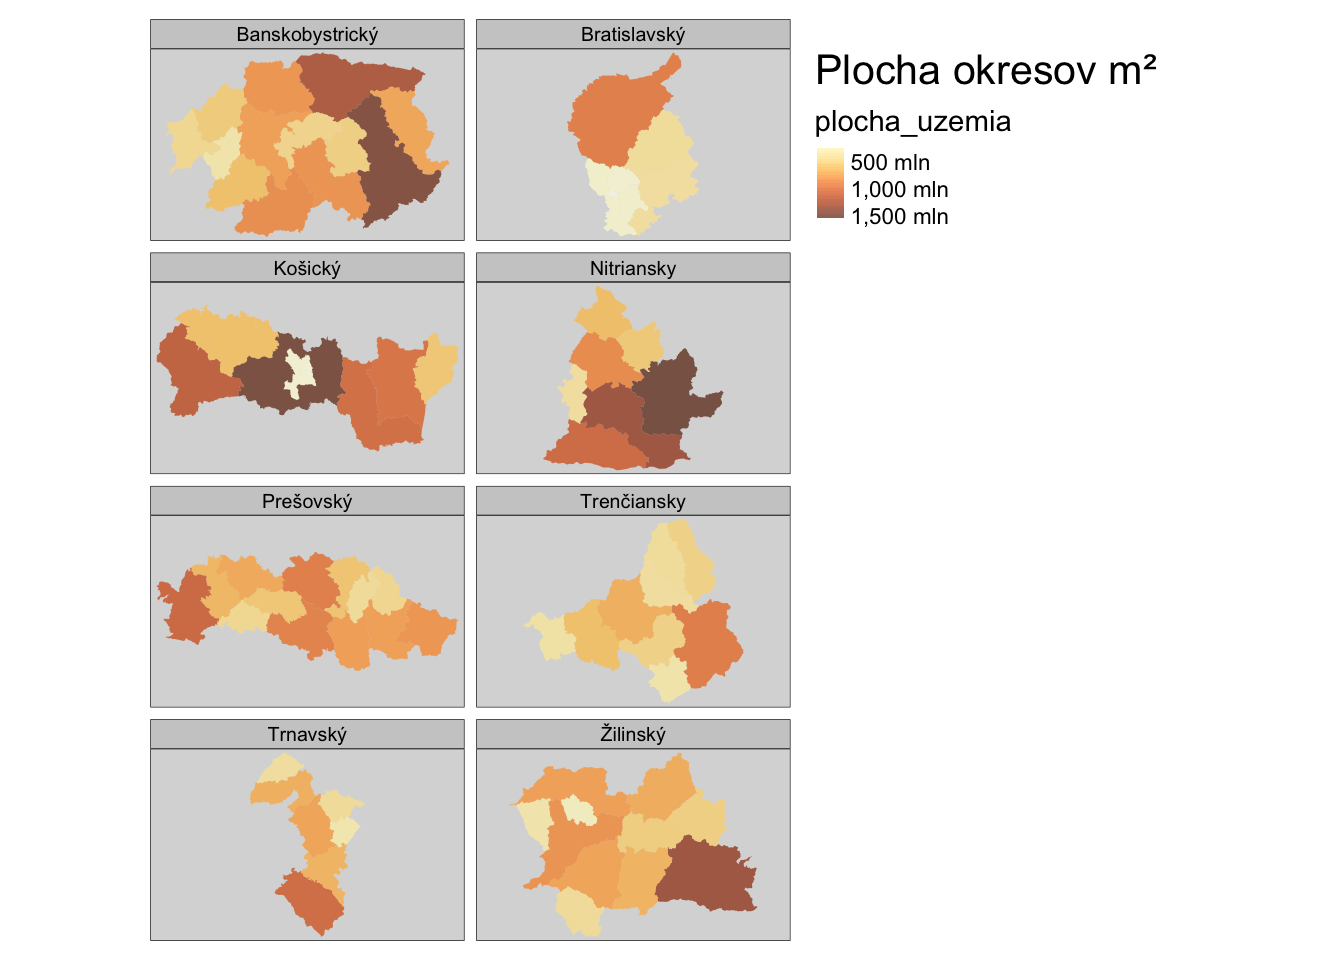 Banskobystrický
Bratislavský
Plocha okresov m²
plocha_uzemia
500 mln
1,000 mln
1,500 mln
Košický
Nitriansky
Prešovský
Trenčiansky
Trnavský
Žilinský